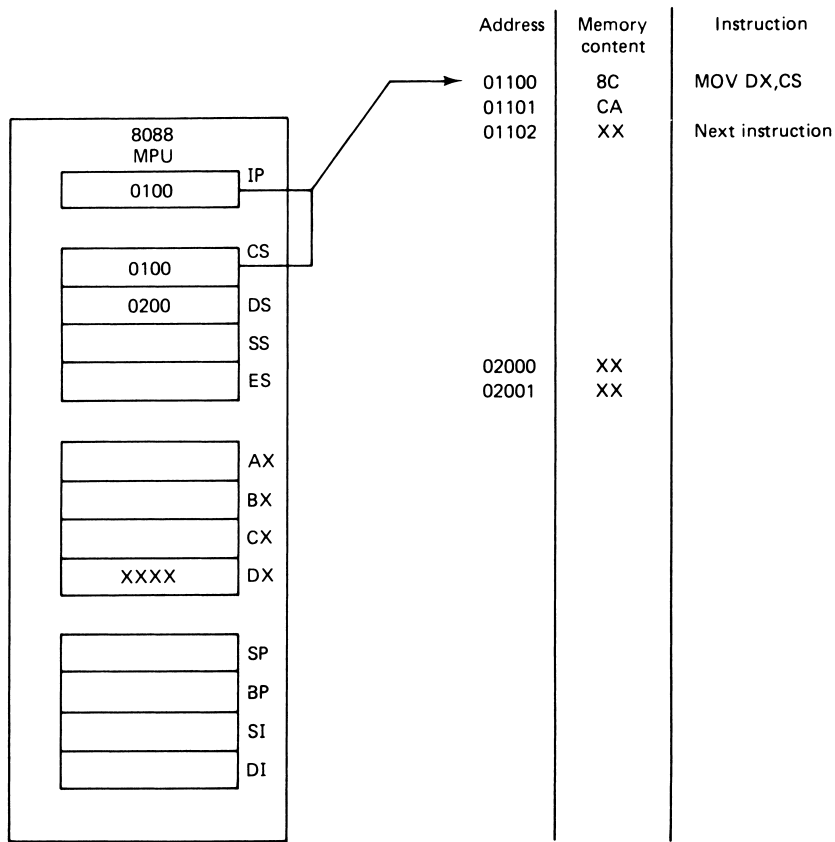 Address Memory content Instruction
01100 8C MOV DX,CS
01101 CA
01102 XX Next instruction
8088
MPU
0100 IP
0100 CS
0200 DS
SS
ES
02000 XX
02001 XX
AX
BX
CX
XXXX DX
SP
BP
SI
DI